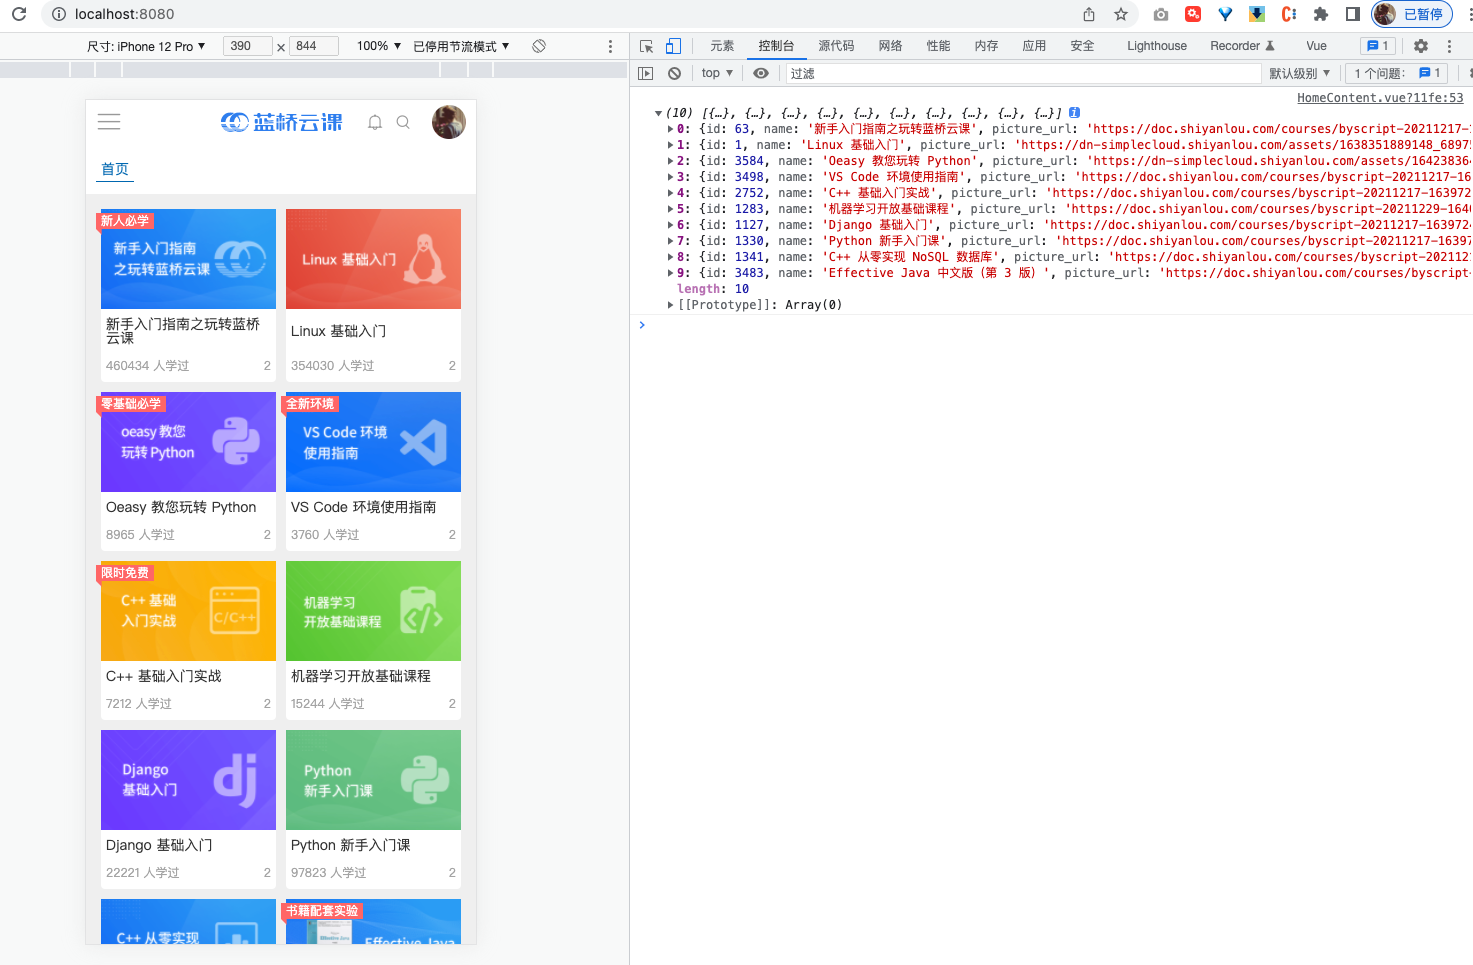 localhost:8080
已暂停
尺寸: iPhone 12 Pro ▼ 390 × 844 100% ▼ 已停用节流模式 ▼
元素 控制台 源代码 网络 性能 内存 应用 安全 Lighthouse Recorder Vue 1
top ▼ 过滤 默认级别 ▼ 1 个问题: 1
蓝桥云课
首页
新人必学
新手入门指南
之玩转蓝桥云课
Linux 基础入门
新手入门指南之玩转蓝桥
云课
Linux 基础入门
460434 人学过 2
354030 人学过 2
零基础必学
oeasy 教您
玩转 Python
全新环境
VS Code 环境
使用指南
Oeasy 教您玩转 Python
VS Code 环境使用指南
8965 人学过 2
3760 人学过 2
限时免费
C++ 基础
入门实战
C/C++
机器学习
开放基础课程
C++ 基础入门实战
机器学习开放基础课程
7212 人学过 2
15244 人学过 2
Django
基础入门
dj
Python
新手入门课
Django 基础入门
Python 新手入门课
22221 人学过 2
97823 人学过 2
C++ 从零实现
书籍配套实验
Effective Java
HomeContent.vue?11fe:53
(10) [{…}, {…}, {…}, {…}, {…}, {…}, {…}, {…}, {…}, {…}]
0: {id: 63, name: '新手入门指南之玩转蓝桥云课', picture_url: 'https://doc.shiyanlou.com/courses/byscript-20211217-1
1: {id: 1, name: 'Linux 基础入门', picture_url: 'https://dn-simplecloud.shiyanlou.com/assets/1638351889148_6897
2: {id: 3584, name: 'Oeasy 教您玩转 Python', picture_url: 'https://dn-simplecloud.shiyanlou.com/assets/164238364
3: {id: 3498, name: 'VS Code 环境使用指南', picture_url: 'https://doc.shiyanlou.com/courses/byscript-20211217-16
4: {id: 2752, name: 'C++ 基础入门实战', picture_url: 'https://doc.shiyanlou.com/courses/byscript-20211217-163972
5: {id: 1283, name: '机器学习开放基础课程', picture_url: 'https://doc.shiyanlou.com/courses/byscript-20211229-164
6: {id: 1127, name: 'Django 基础入门', picture_url: 'https://doc.shiyanlou.com/courses/byscript-20211217-163972
7: {id: 1330, name: 'Python 新手入门课', picture_url: 'https://doc.shiyanlou.com/courses/byscript-20211217-16397
8: {id: 1341, name: 'C++ 从零实现 NoSQL 数据库', picture_url: 'https://doc.shiyanlou.com/courses/byscript-2021121
9: {id: 3483, name: 'Effective Java 中文版（第 3 版）', picture_url: 'https://doc.shiyanlou.com/courses/byscript-
length: 10
[[Prototype]]: Array(0)